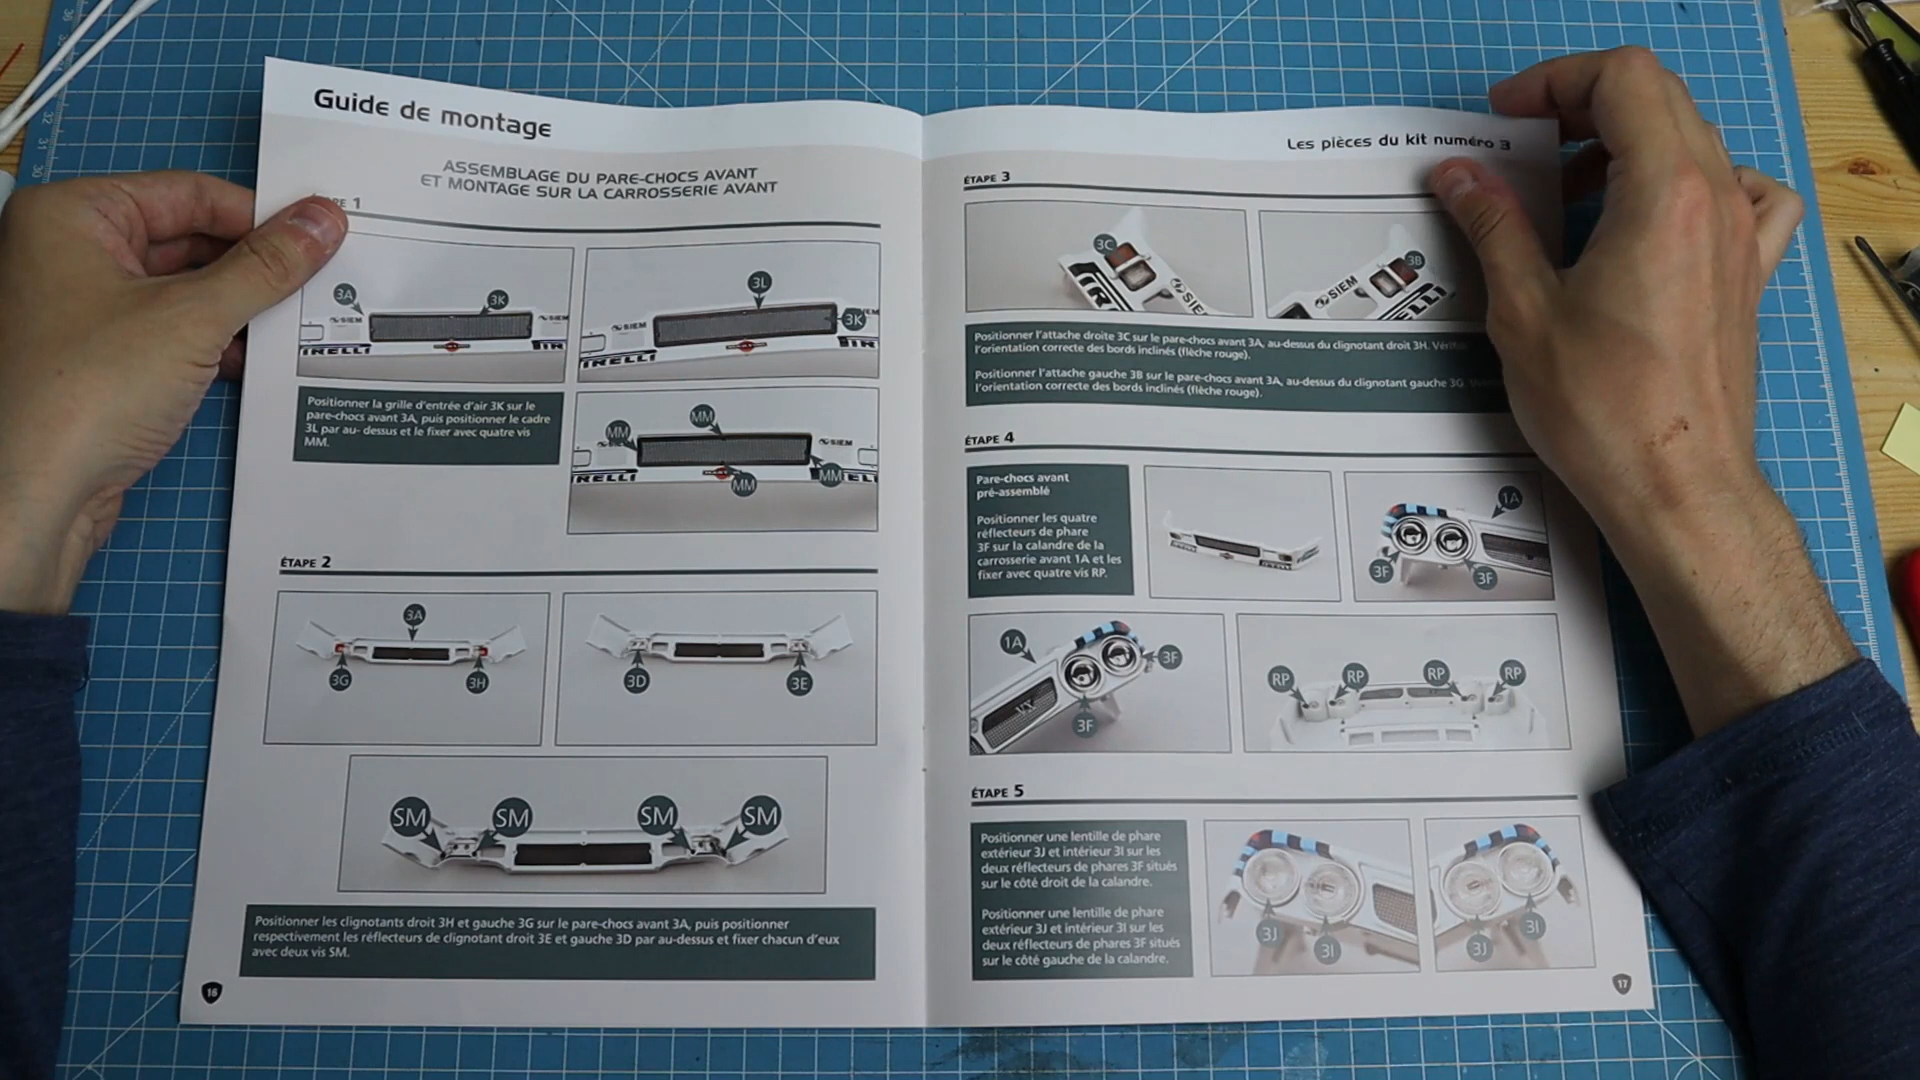 Guide de montage
ASSEMBLAGE DU PARE-CHOCS AVANT
ET MONTAGE SUR LA CARROSSERIE AVANT
1
3A
3K
SIEM
SIEM
IRELLI
3L
3K
SIEM
IRELLI
Positionner la grille d'entrée d'air 3K sur le
pare-chocs avant 3A, puis positionner le cadre
3L par au- dessus et le fixer avec quatre vis
MM.
MM
MM
MM
MM
SIEM
RELLI
ELL
ÉTAPE 2
3A
3G
3H
3D
3E
SM
SM
SM
SM
Positionner les clignotants droit 3H et gauche 3G sur le pare-chocs avant 3A, puis positionner
respectivement les réflecteurs de clignotant droit 3E et gauche 3D par au-dessus et fixer chacun d'eux
avec deux vis SM.
16
Les pièces du kit numéro 3
ÉTAPE 3
3C
3B
SIEM
Positionner l'attache droite 3C sur le pare-chocs avant 3A, au-dessus du clignotant droit 3H.
l'orientation correcte des bords inclinés (flèche rouge).
Positionner l'attache gauche 3B sur le pare-chocs avant 3A, au-dessus du clignotant gauche 3G.
l'orientation correcte des bords inclinés (flèche rouge).
ÉTAPE 4
Pare-chocs avant
pré-assemblé
Positionner les quatre
réflecteurs de phare
3F sur la calandre de la
carrosserie avant 1A et les
fixer avec quatre vis RP.
1A
3F
3F
1A
3F
3F
RP
RP
RP
RP
ÉTAPE 5
Positionner une lentille de phare
extérieur 3J et intérieur 3I sur les
deux réflecteurs de phares 3F situés
sur le côté droit de la calandre.
Positionner une lentille de phare
extérieur 3J et intérieur 3I sur les
deux réflecteurs de phares 3F situés
sur le côté gauche de la calandre.
3J
3I
3J
3I
17